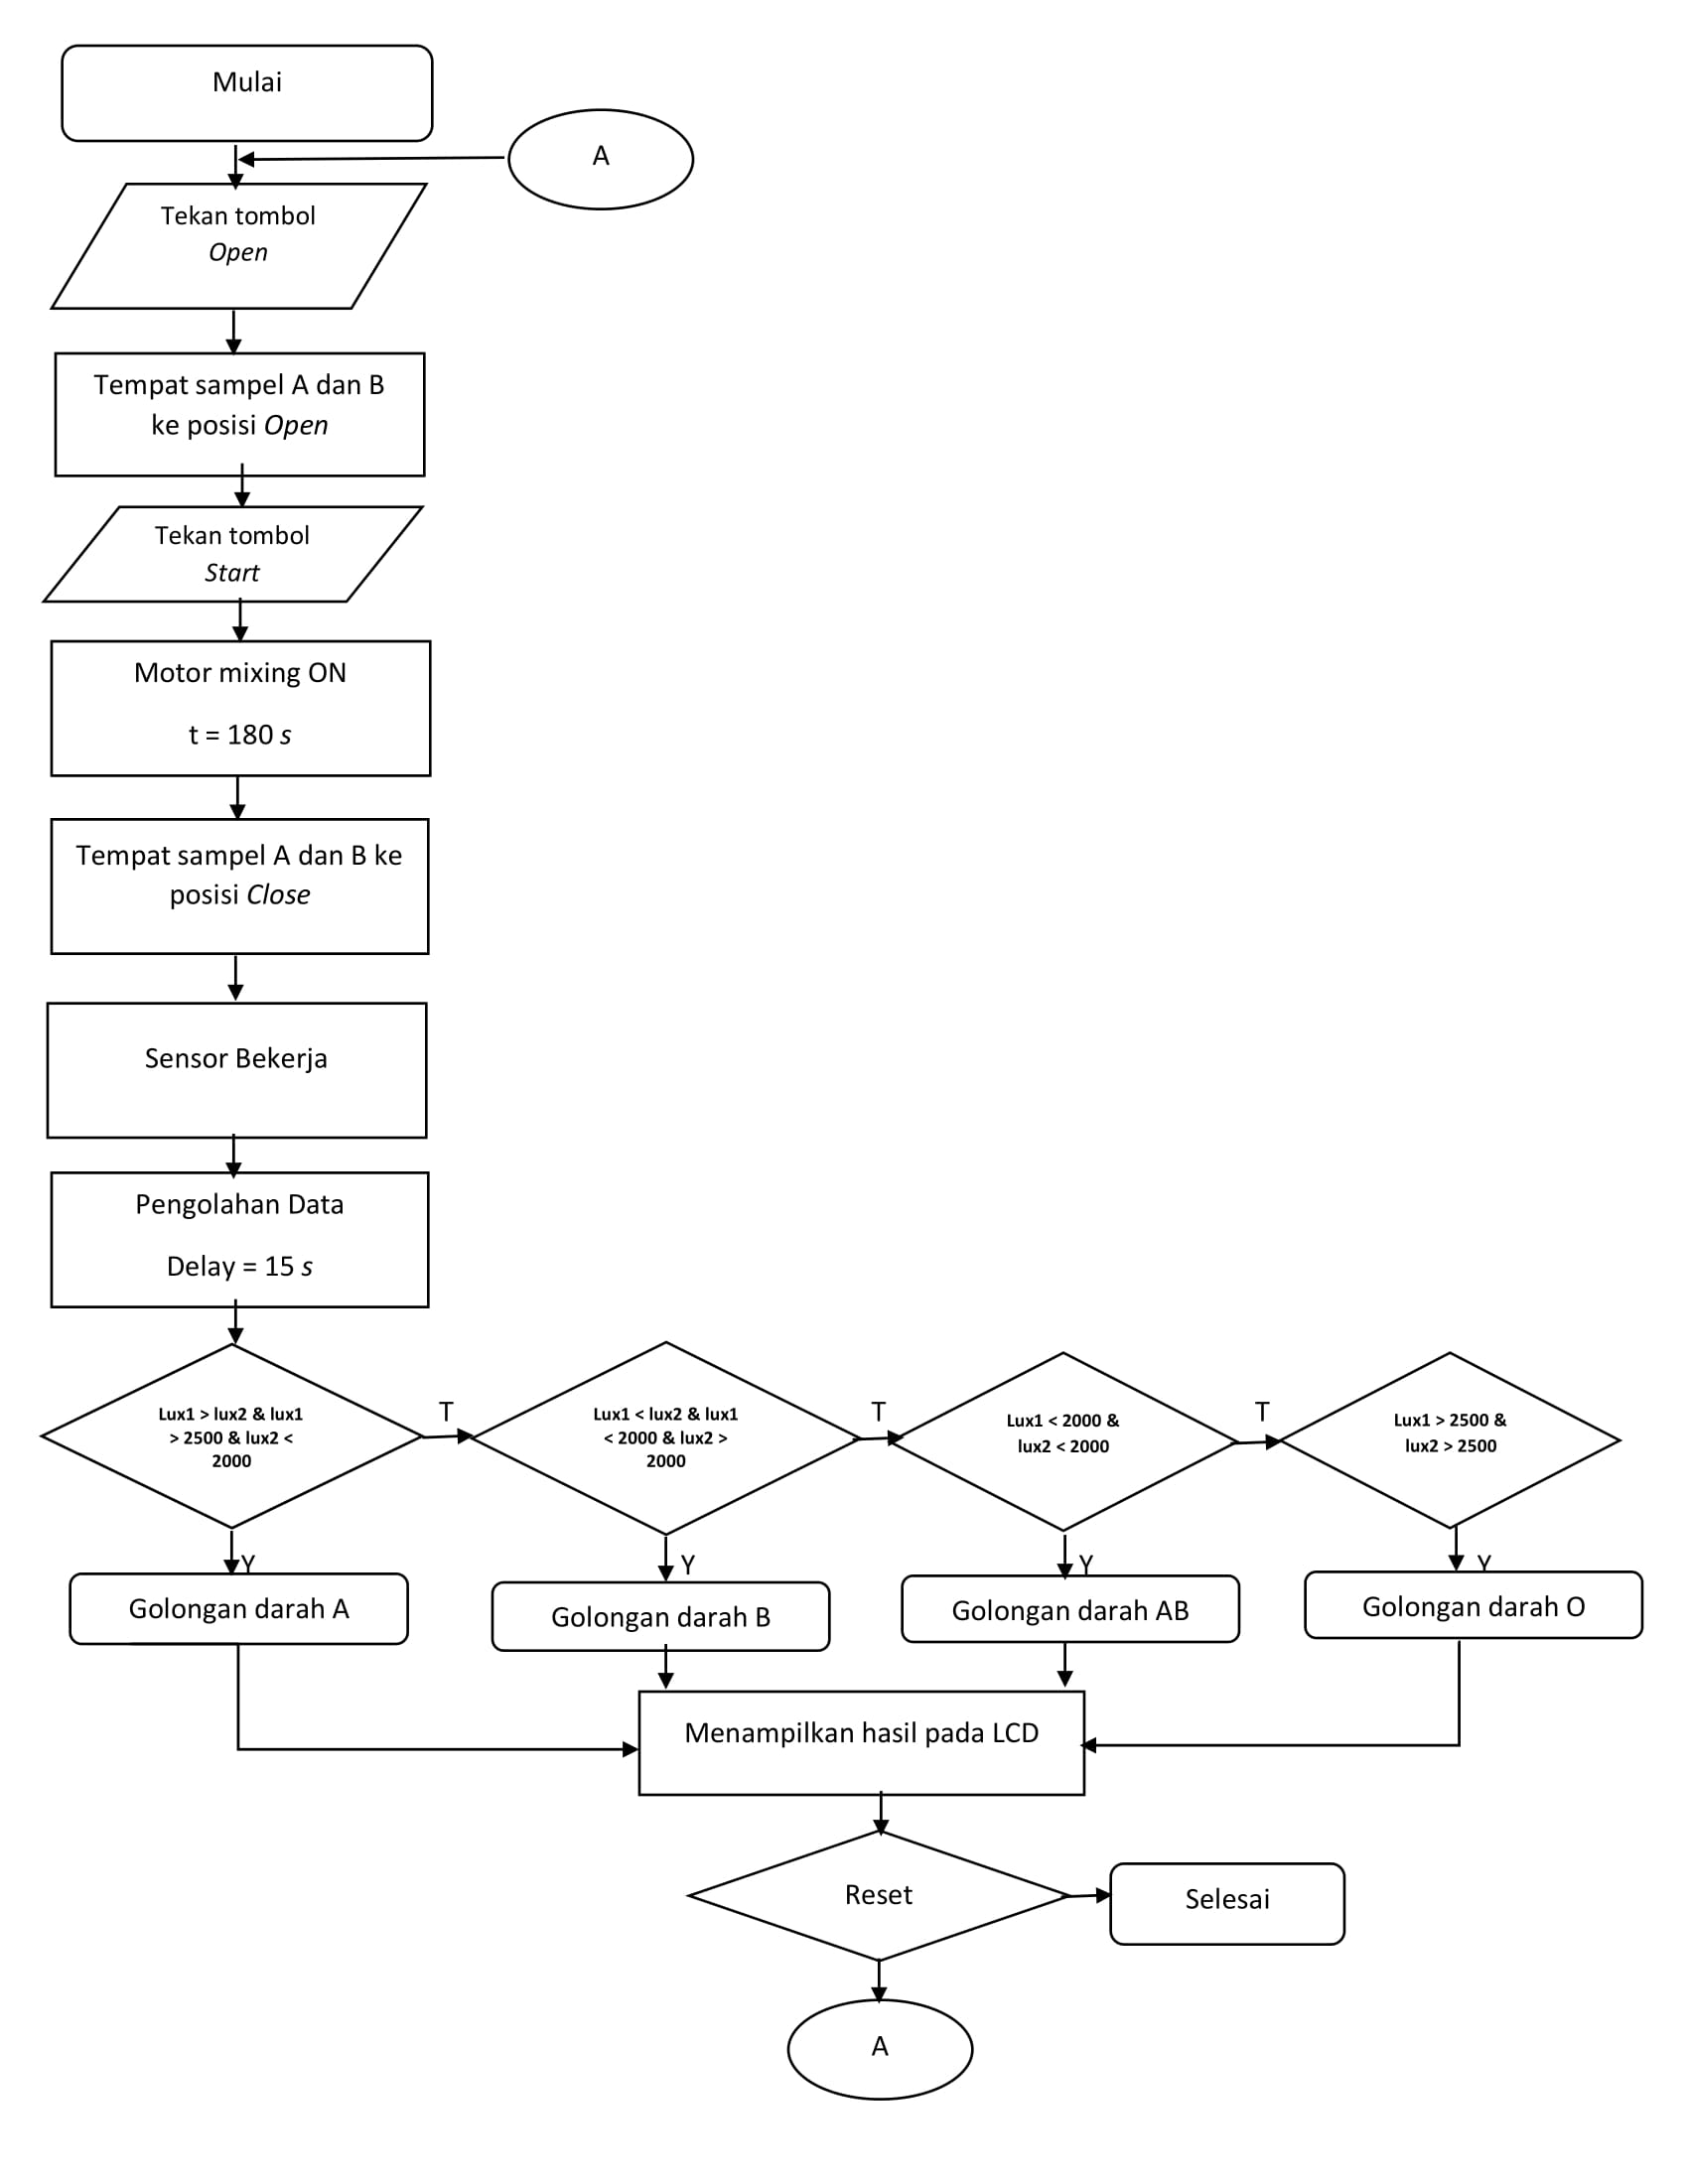 Mulai
A
Tekan tombol
Open
Tempat sampel A dan B
ke posisi Open
Tekan tombol
Start
Motor mixing ON
t = 180 s
Tempat sampel A dan B ke
posisi Close
Sensor Bekerja
Pengolahan Data
Delay = 15 s
Lux1 > lux2 & lux1
> 2500 & lux2 <
2000
T
Lux1 < lux2 & lux1
< 2000 & lux2 >
2000
T
Lux1 < 2000 &
lux2 < 2000
T
Lux1 > 2500 &
lux2 > 2500
Y
Y
Y
Y
Golongan darah A
Golongan darah B
Golongan darah AB
Golongan darah O
Menampilkan hasil pada LCD
Reset
Selesai
A